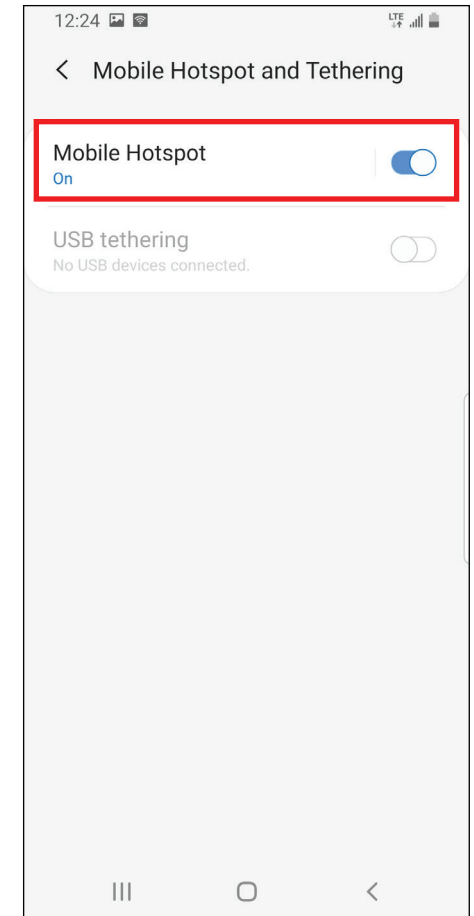 12:24
LTE
Mobile Hotspot and Tethering
Mobile Hotspot
On
USB tethering
No USB devices connected.